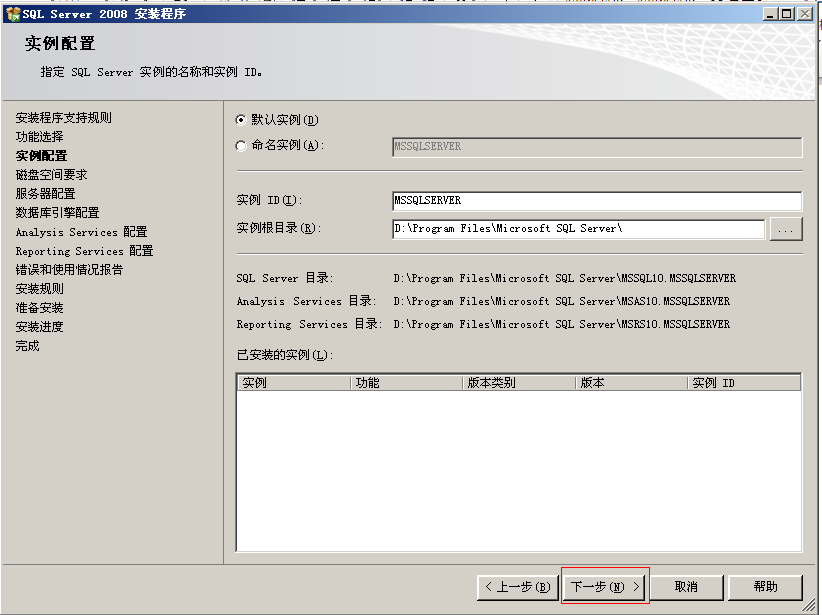 SQL Server 2008 安装程序
实例配置
指定 SQL Server 实例的名称和实例 ID。
安装程序支持规则
功能选择
实例配置
磁盘空间要求
服务器配置
数据库引擎配置
Analysis Services 配置
Reporting Services 配置
错误和使用情况报告
安装规则
准备安装
安装进度
完成
默认实例(D)
命名实例(A): MSSQLSERVER
实例 ID(I): MSSQLSERVER
实例根目录(R): D:\Program Files\Microsoft SQL Server\ ...
SQL Server 目录: D:\Program Files\Microsoft SQL Server\MSSQL10.MSSQLSERVER
Analysis Services 目录: D:\Program Files\Microsoft SQL Server\MSAS10.MSSQLSERVER
Reporting Services 目录: D:\Program Files\Microsoft SQL Server\MSRS10.MSSQLSERVER
已安装的实例(L):
实例 功能 版本类别 版本 实例 ID
< 上一步(B) 下一步(N) > 取消 帮助